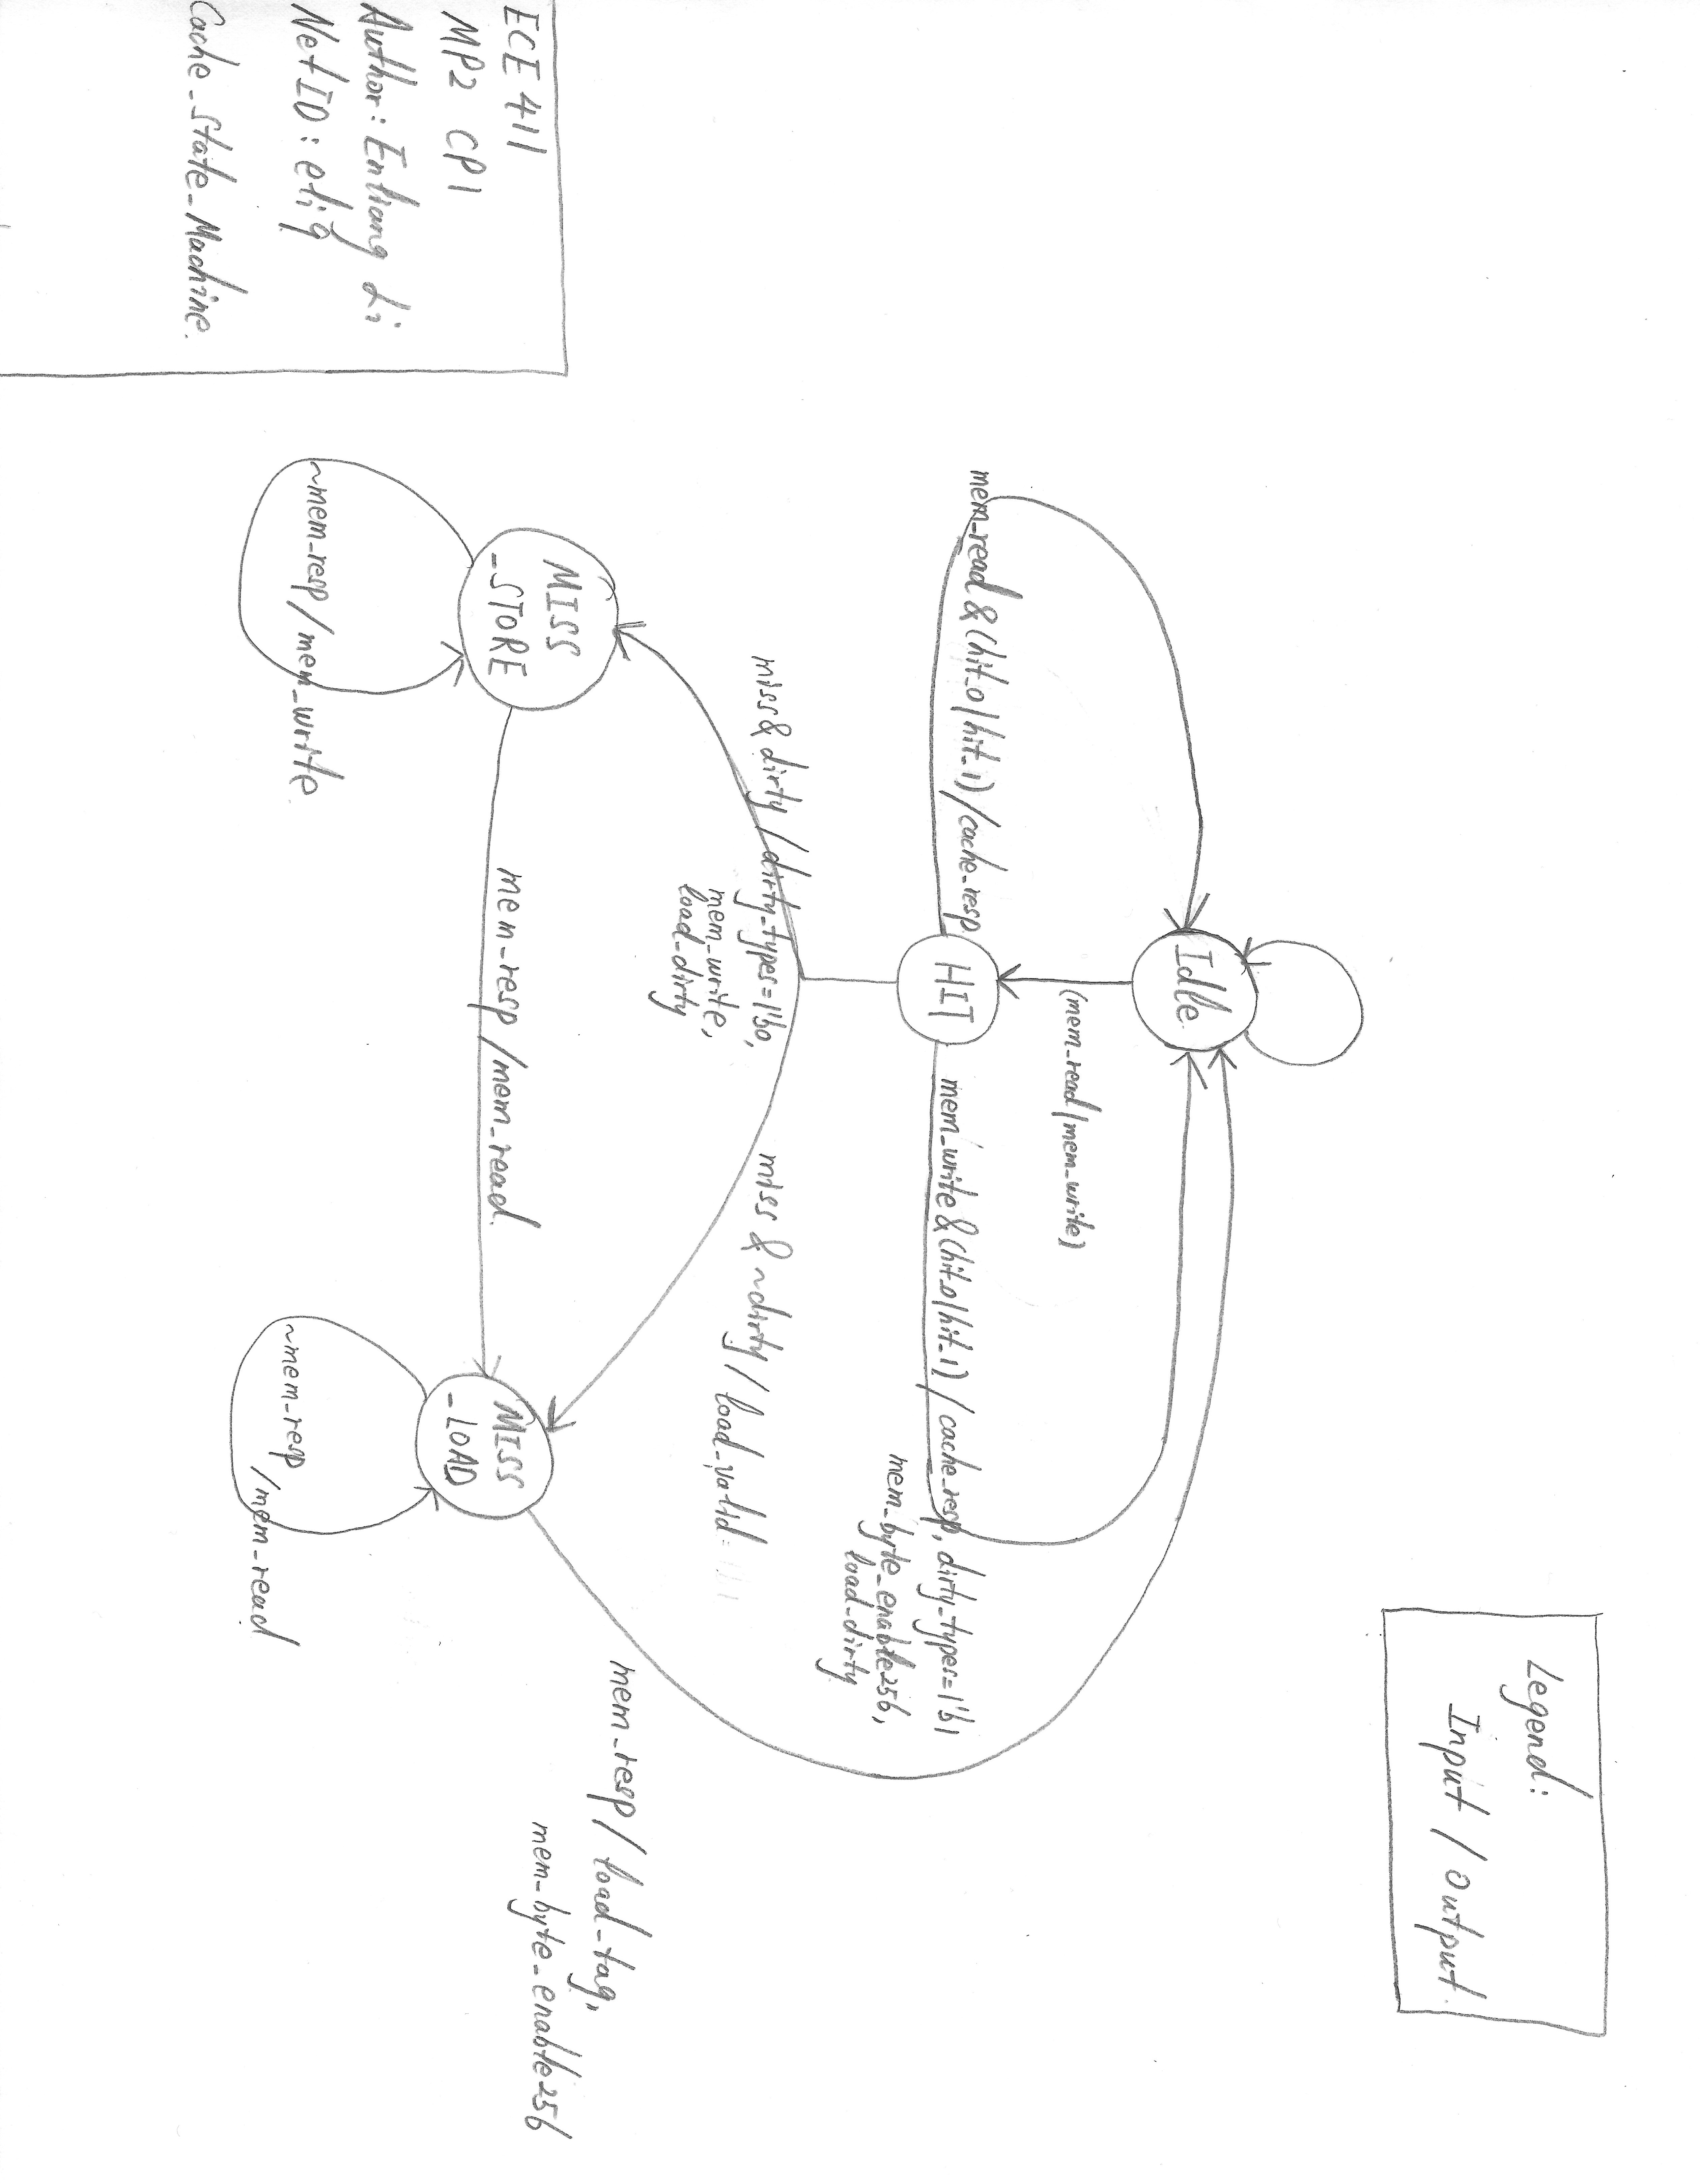 ECE 411
MP2 CP1
Author: Enliang Li
NetID: eli9
Cache_State_Machine.
Legend:
Input / Output
Idle
(mem_read | mem_write)
HIT
mem_read & (hit_0 | hit_1) / cache_resp
mem_write & (hit_0 | hit_1) / cache_resp, dirty_types=1'b1
mem_byte_enable256,
load_dirty
miss & dirty / dirty_types=1'b0,
mem_write,
load_dirty
miss & ~dirty / load_valid
MISS
_STORE
~mem_resp / mem_write
mem_resp / mem_read
MISS
_LOAD
~mem_resp / mem_read
mem_resp / load_tag,
mem_byte_enable256